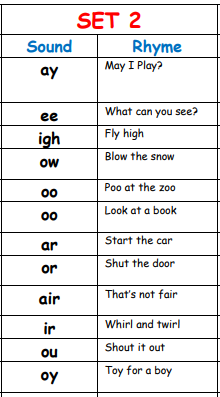 SET 2
Sound Rhyme
ay May I Play?
ee What can you see?
igh Fly high
ow Blow the snow
oo Poo at the zoo
oo Look at a book
ar Start the car
or Shut the door
air That's not fair
ir Whirl and twirl
ou Shout it out
oy Toy for a boy